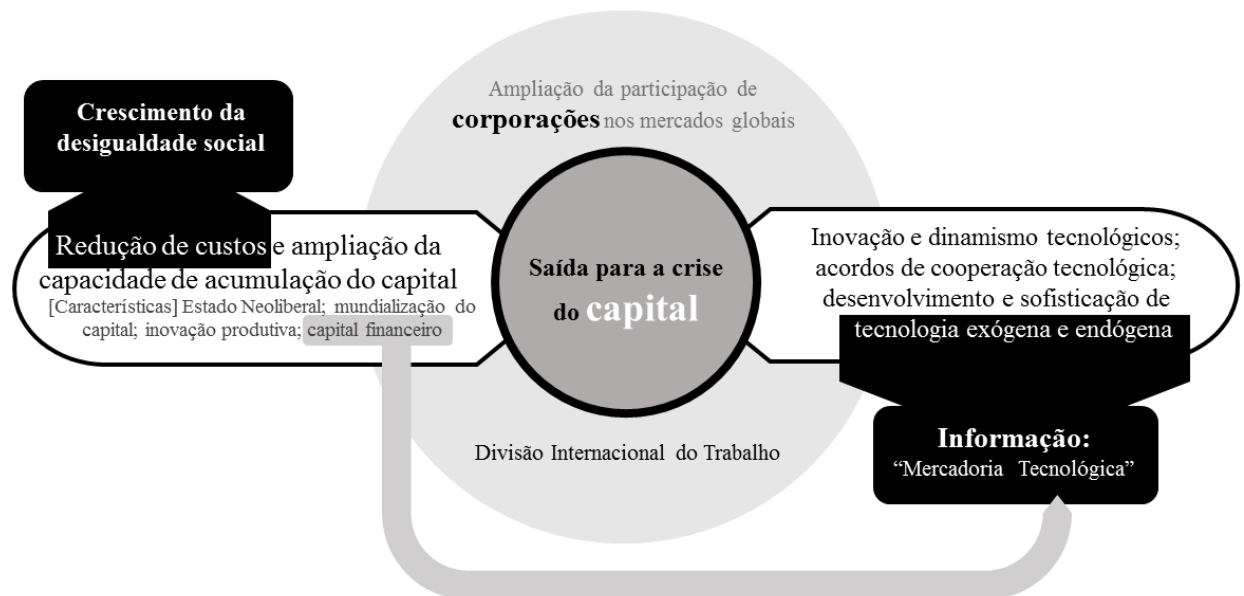 Ampliação da participação de
corporações nos mercados globais
Crescimento da
desigualdade social
Redução de custos e ampliação da
capacidade de acumulação do capital
[Características] Estado Neoliberal; mundialização do
capital; inovação produtiva; capital financeiro
Saída para a crise
do capital
Inovação e dinamismo tecnológicos;
acordos de cooperação tecnológica;
desenvolvimento e sofisticação de
tecnologia exógena e endógena
Divisão Internacional do Trabalho
Informação:
“Mercadoria Tecnológica”